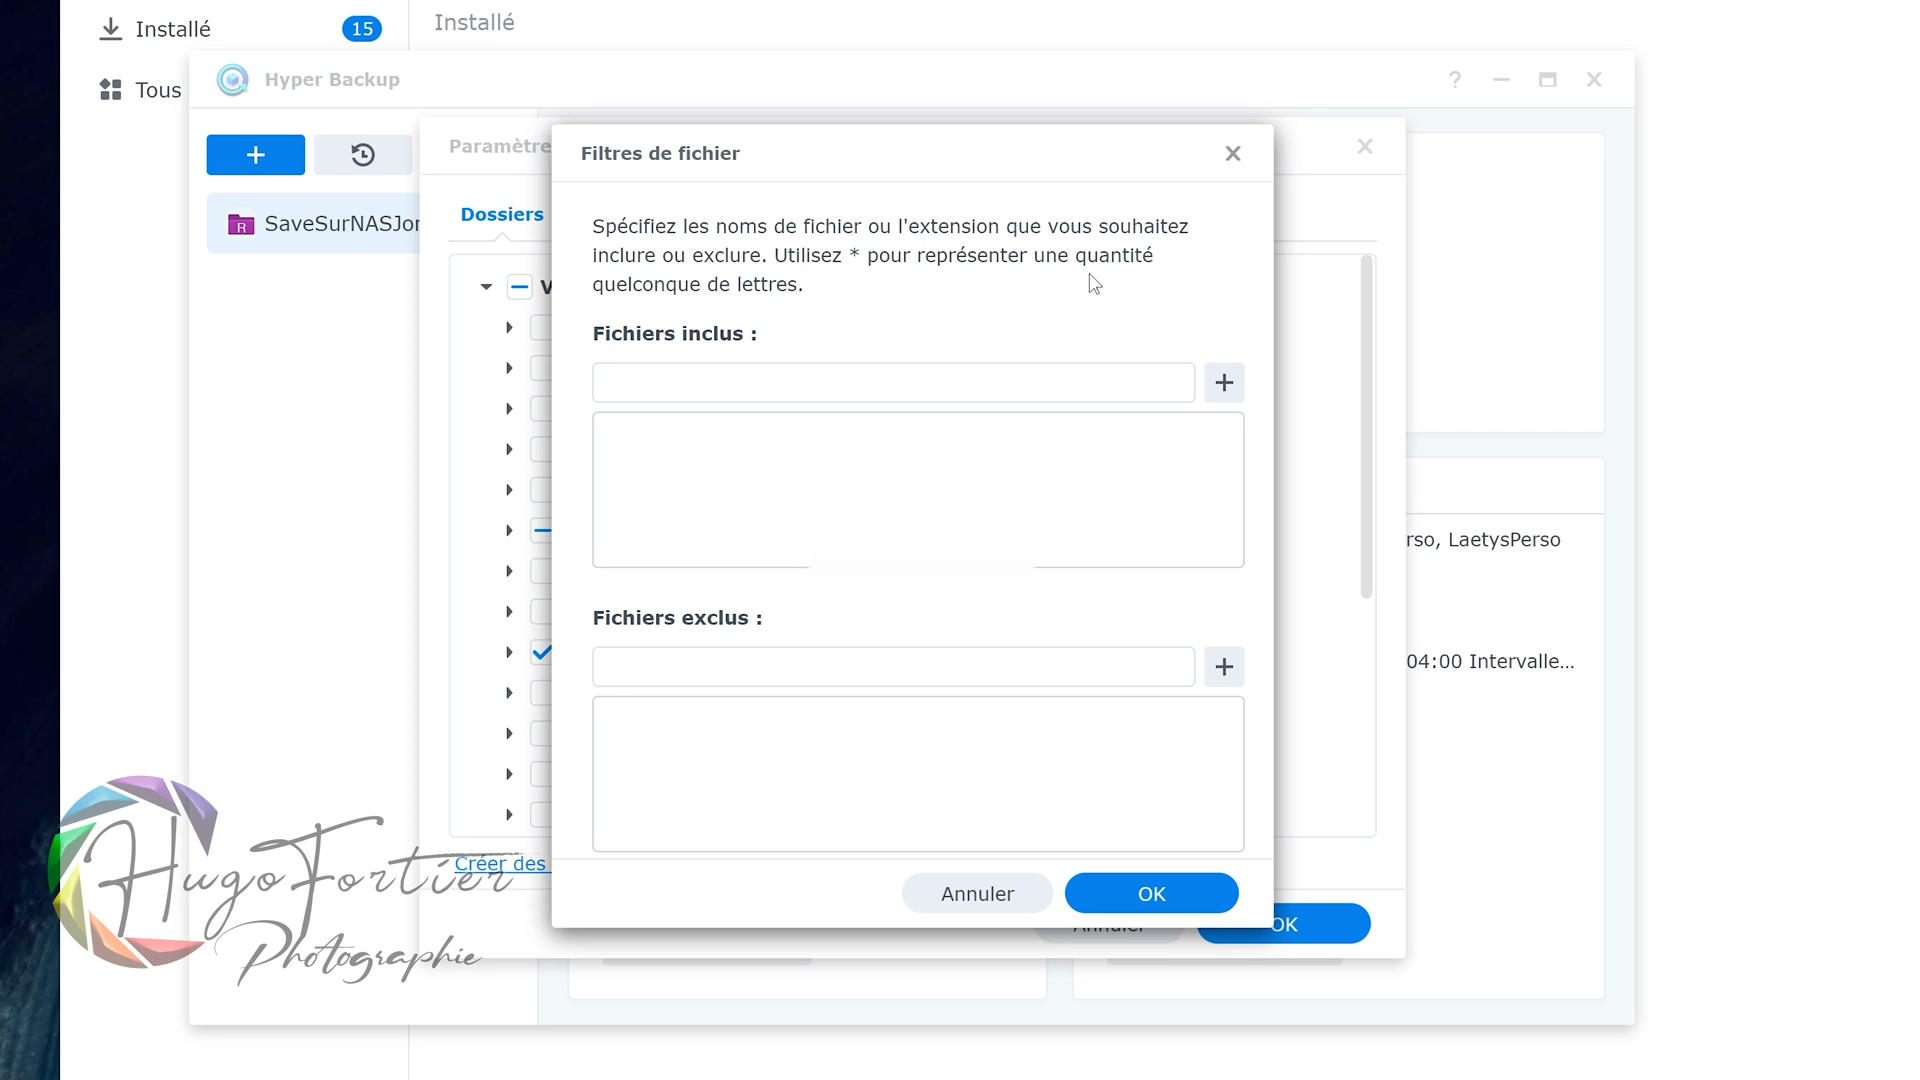 Installé
15
Installé
Tous
Hyper Backup
?
Paramètre
Filtres de fichier
SaveSurNASJor
Dossiers
Spécifiez les noms de fichier ou l'extension que vous souhaitez
inclure ou exclure. Utilisez * pour représenter une quantité
quelconque de lettres.
Fichiers inclus :
rso, LaetysPerso
Fichiers exclus :
04:00 Intervalle...
Créer des
Annuler
OK
Annuler
OK
HugoFortier
Photographie